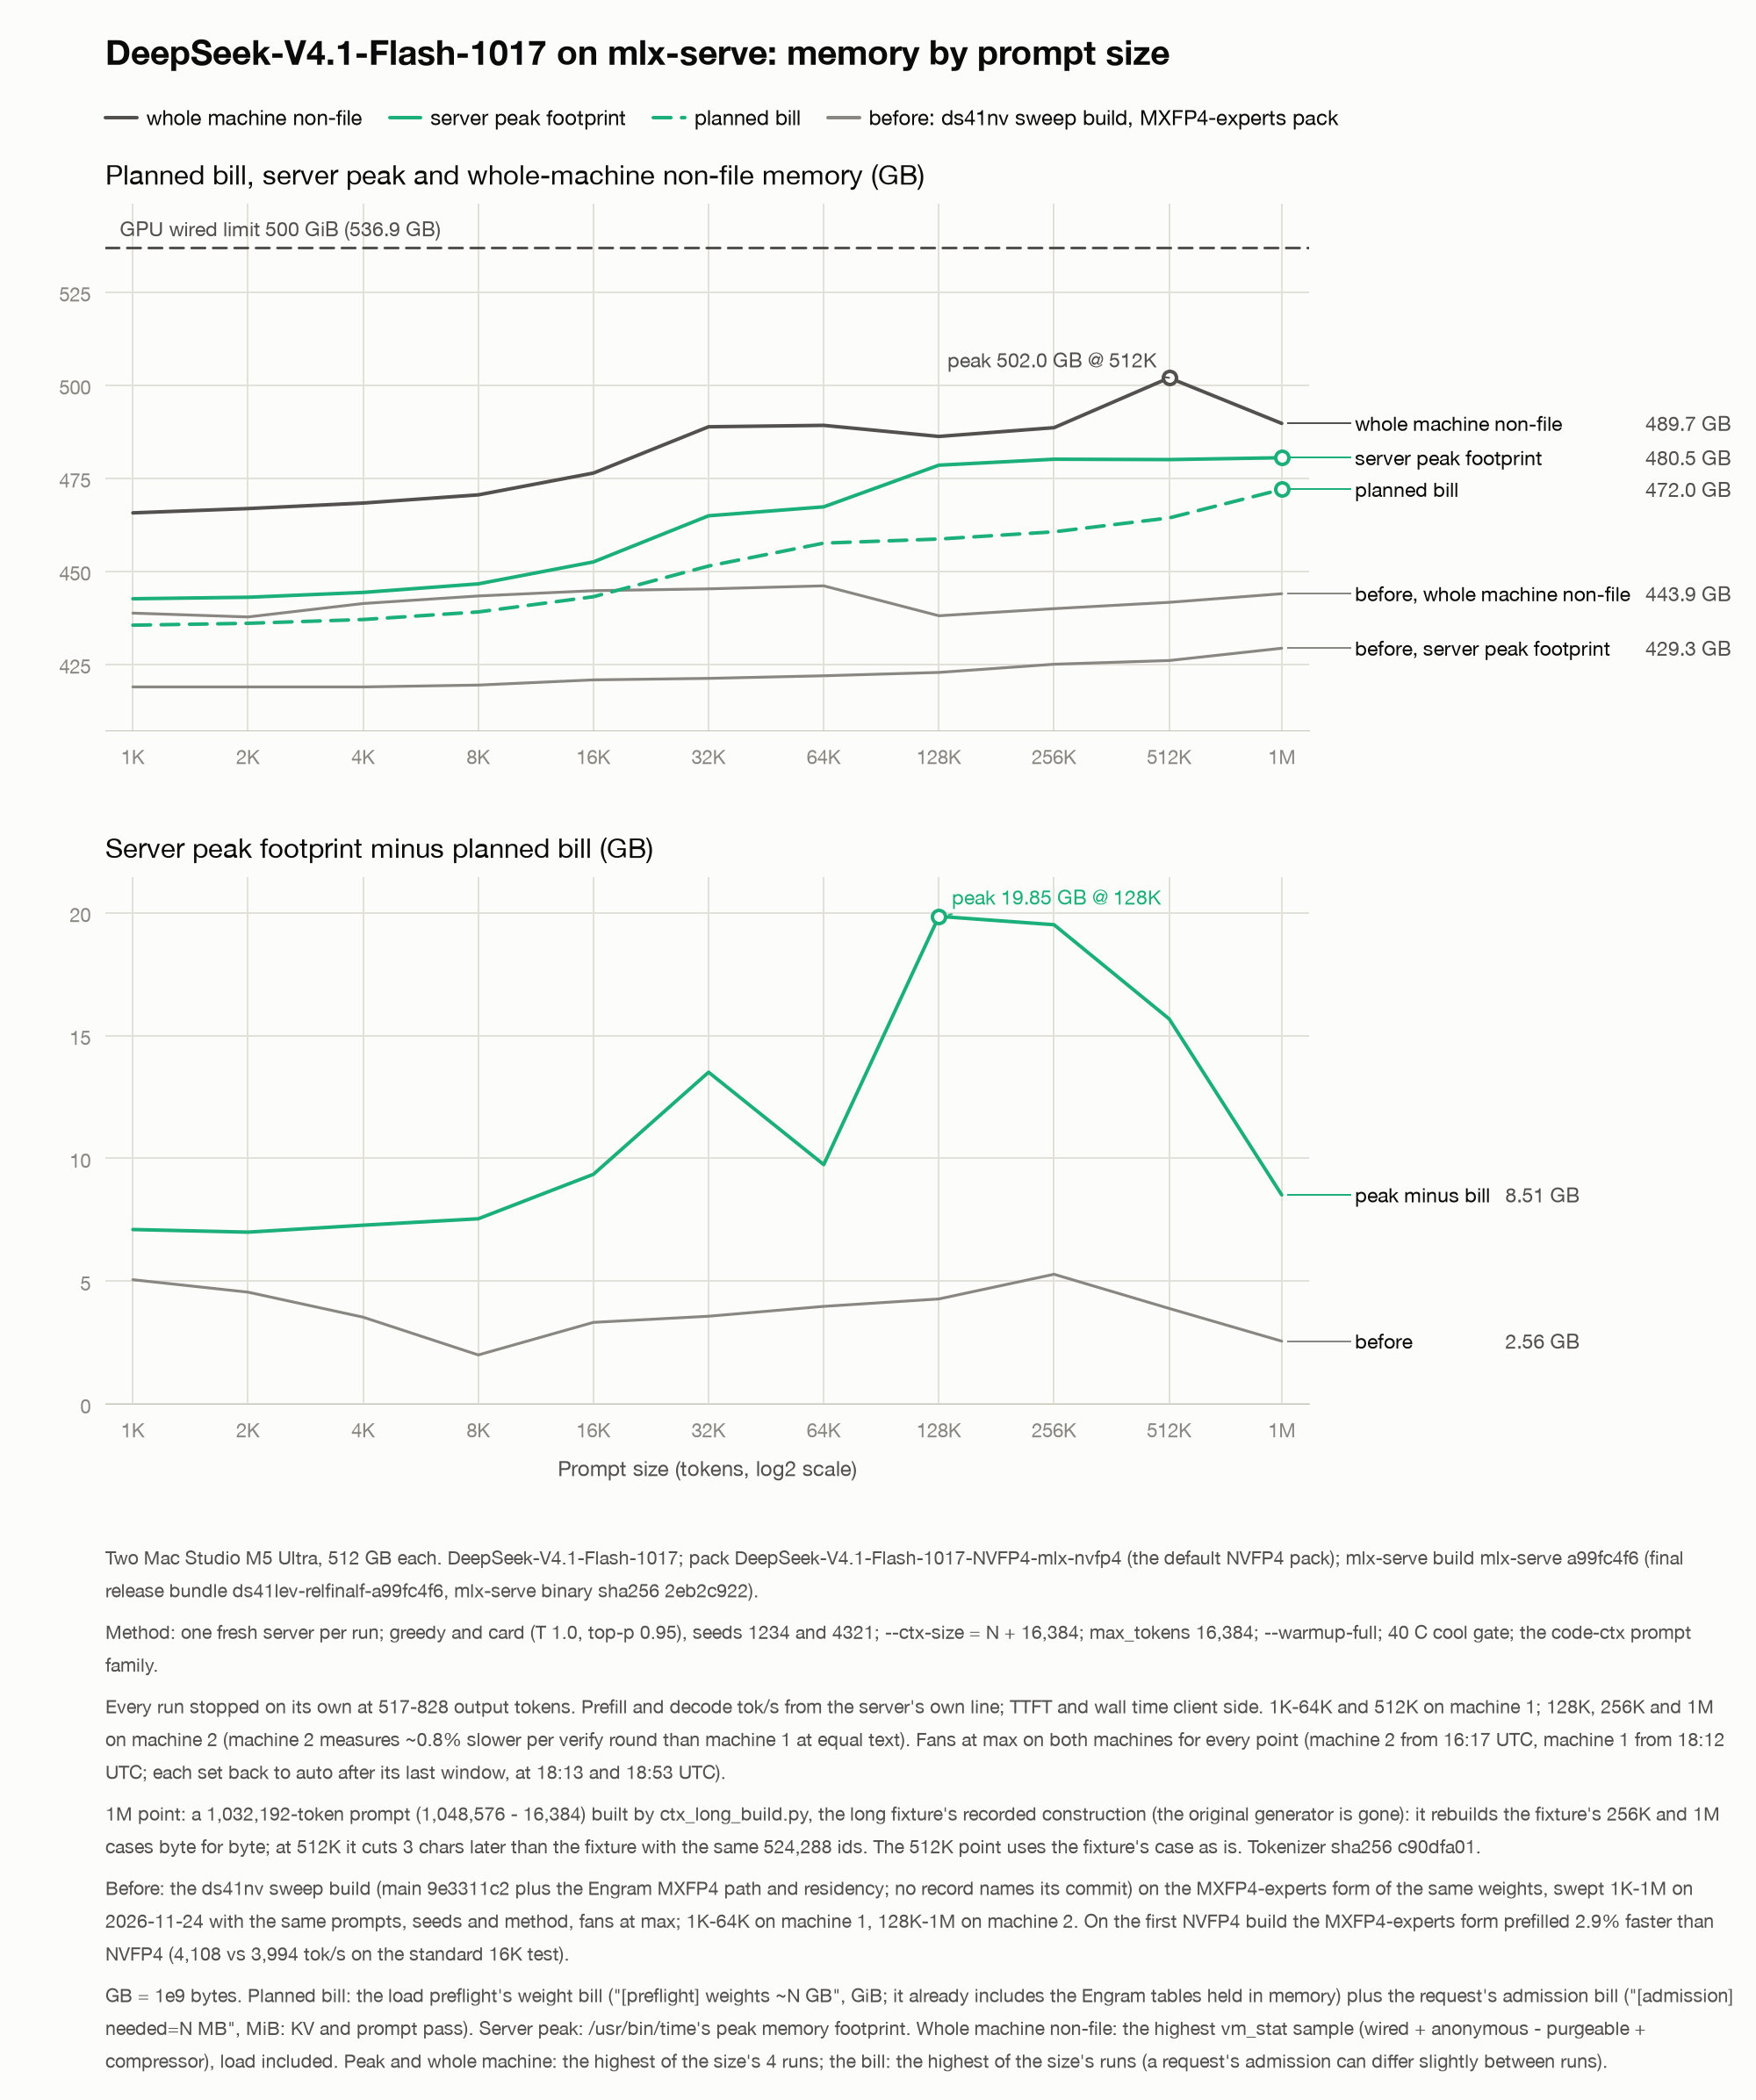 DeepSeek-V4.1-Flash-1017 on mlx-serve: memory by prompt size
whole machine non-file
server peak footprint
planned bill
before: ds41nv sweep build, MXFP4-experts pack
Planned bill, server peak and whole-machine non-file memory (GB)
GPU wired limit 500 GiB (536.9 GB)
525
500
475
450
425
peak 502.0 GB @ 512K
whole machine non-file 489.7 GB
server peak footprint 480.5 GB
planned bill 472.0 GB
before, whole machine non-file 443.9 GB
before, server peak footprint 429.3 GB
1K 2K 4K 8K 16K 32K 64K 128K 256K 512K 1M
Server peak footprint minus planned bill (GB)
20
15
10
5
0
peak 19.85 GB @ 128K
peak minus bill 8.51 GB
before 2.56 GB
1K 2K 4K 8K 16K 32K 64K 128K 256K 512K 1M
Prompt size (tokens, log2 scale)
Two Mac Studio M5 Ultra, 512 GB each. DeepSeek-V4.1-Flash-1017; pack DeepSeek-V4.1-Flash-1017-NVFP4-mlx-nvfp4 (the default NVFP4 pack); mlx-serve build mlx-serve a99fc4f6 (final
release bundle ds41lev-relfinalf-a99fc4f6, mlx-serve binary sha256 2eb2c922).
Method: one fresh server per run; greedy and card (T 1.0, top-p 0.95), seeds 1234 and 4321; --ctx-size = N + 16,384; max_tokens 16,384; --warmup-full; 40 C cool gate; the code-ctx prompt
family.
Every run stopped on its own at 517-828 output tokens. Prefill and decode tok/s from the server's own line; TTFT and wall time client side. 1K-64K and 512K on machine 1; 128K, 256K and 1M
on machine 2 (machine 2 measures ~0.8% slower per verify round than machine 1 at equal text). Fans at max on both machines for every point (machine 2 from 16:17 UTC, machine 1 from 18:12
UTC; each set back to auto after its last window, at 18:13 and 18:53 UTC).
1M point: a 1,032,192-token prompt (1,048,576 - 16,384) built by ctx_long_build.py, the long fixture's recorded construction (the original generator is gone): it rebuilds the fixture's 256K and 1M
cases byte for byte; at 512K it cuts 3 chars later than the fixture with the same 524,288 ids. The 512K point uses the fixture's case as is. Tokenizer sha256 c90dfa01.
Before: the ds41nv sweep build (main 9e3311c2 plus the Engram MXFP4 path and residency; no record names its commit) on the MXFP4-experts form of the same weights, swept 1K-1M on
2026-11-24 with the same prompts, seeds and method, fans at max; 1K-64K on machine 1, 128K-1M on machine 2. On the first NVFP4 build the MXFP4-experts form prefilled 2.9% faster than
NVFP4 (4,108 vs 3,994 tok/s on the standard 16K test).
GB = 1e9 bytes. Planned bill: the load preflight's weight bill ("[preflight] weights ~N GB", GiB; it already includes the Engram tables held in memory) plus the request's admission bill ("[admission]
needed=N MB", MiB: KV and prompt pass). Server peak: /usr/bin/time's peak memory footprint. Whole machine non-file: the highest vm_stat sample (wired + anonymous - purgeable +
compressor), load included. Peak and whole machine: the highest of the size's 4 runs; the bill: the highest of the size's runs (a request's admission can differ slightly between runs).